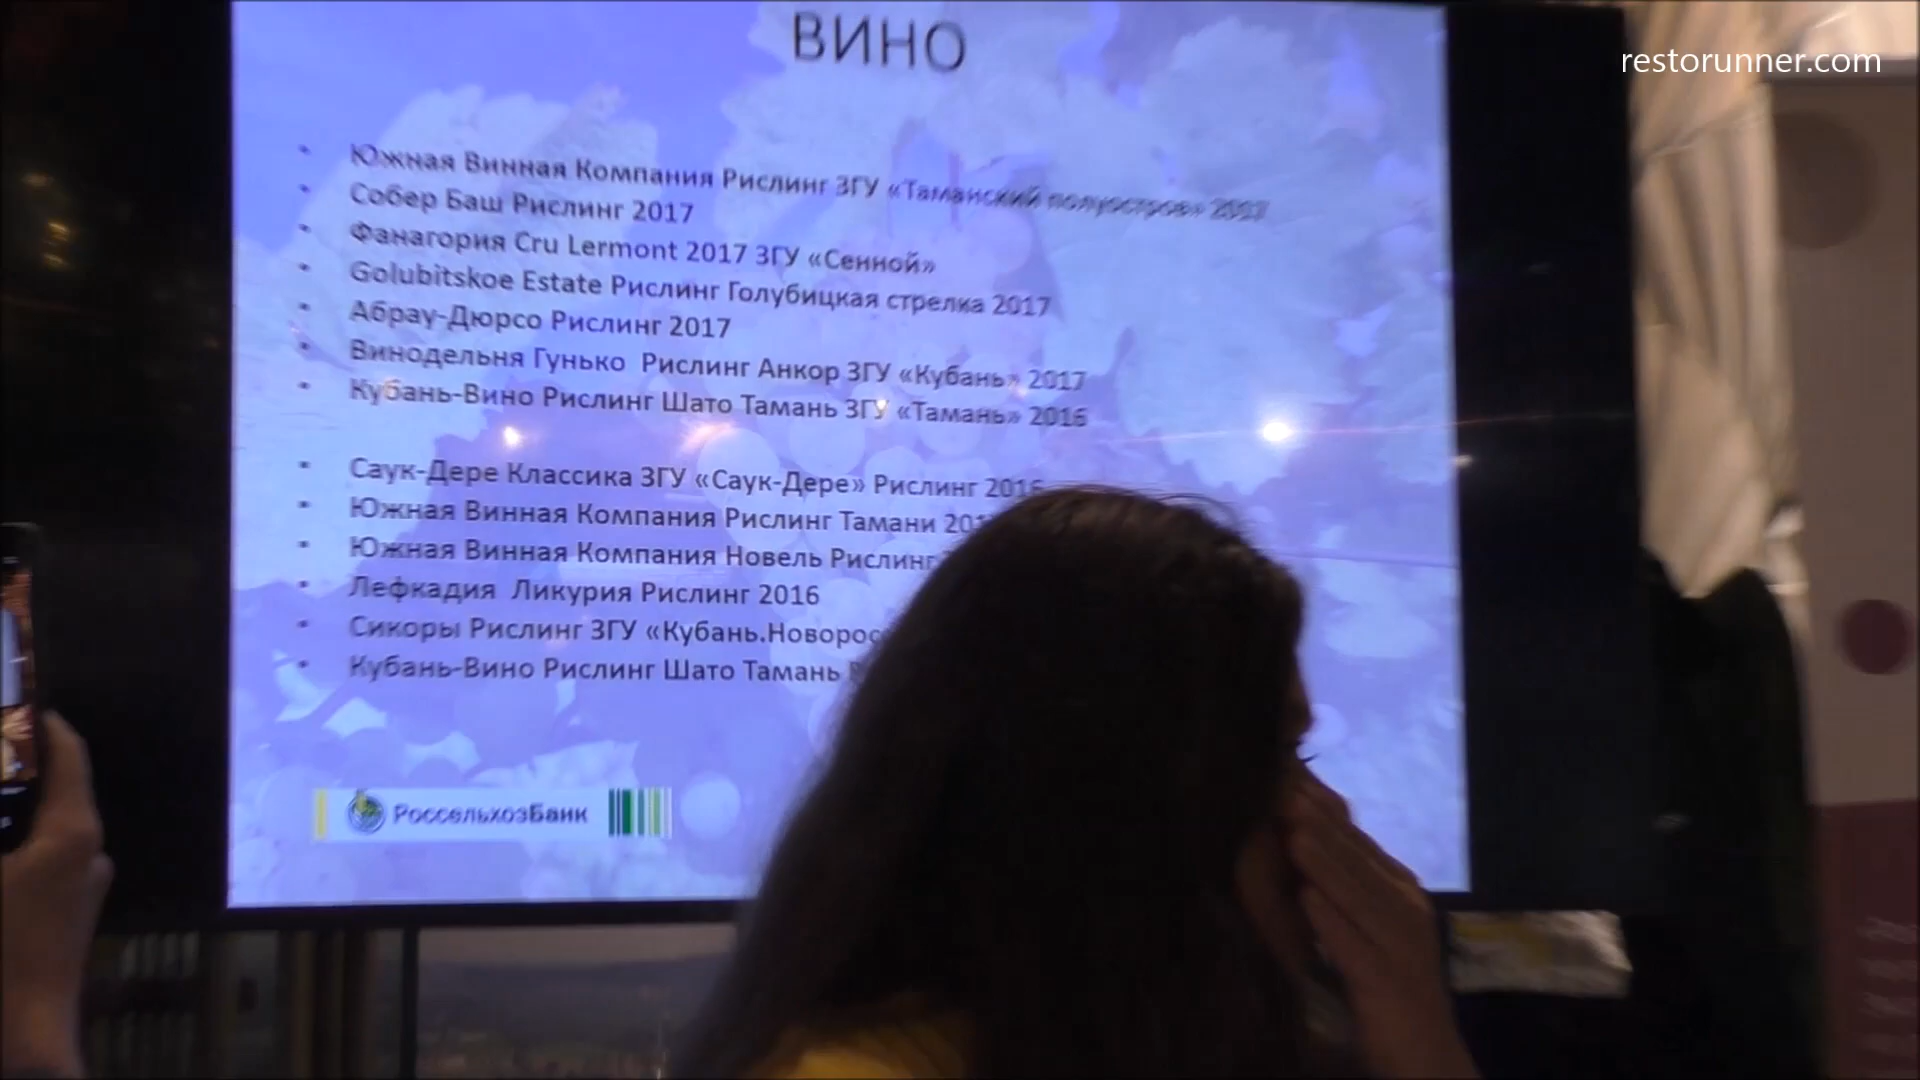 ВИНО
restorunner.com
• Южная Винная Компания Рислинг ЗГУ «Таманский полуостров» 2017
• Собер Баш Рислинг 2017
• Фанагория Cru Lermont 2017 ЗГУ «Сенной»
• Golubitskoe Estate Рислинг Голубицкая стрелка 2017
• Абрау-Дюрсо Рислинг 2017
• Винодельня Гунько Рислинг Анкор ЗГУ «Кубань» 2017
• Кубань-Вино Рислинг Шато Тамань ЗГУ «Тамань» 2016
• Саук-Дере Классика ЗГУ «Саук-Дере» Рислинг 2016
• Южная Винная Компания Рислинг Тамани
• Южная Винная Компания Новель Рислинг
• Лефкадия Ликурия Рислинг 2016
• Сикоры Рислинг ЗГУ «Кубань.Новорос
• Кубань-Вино Рислинг Шато Тамань
РоссельхозБанк